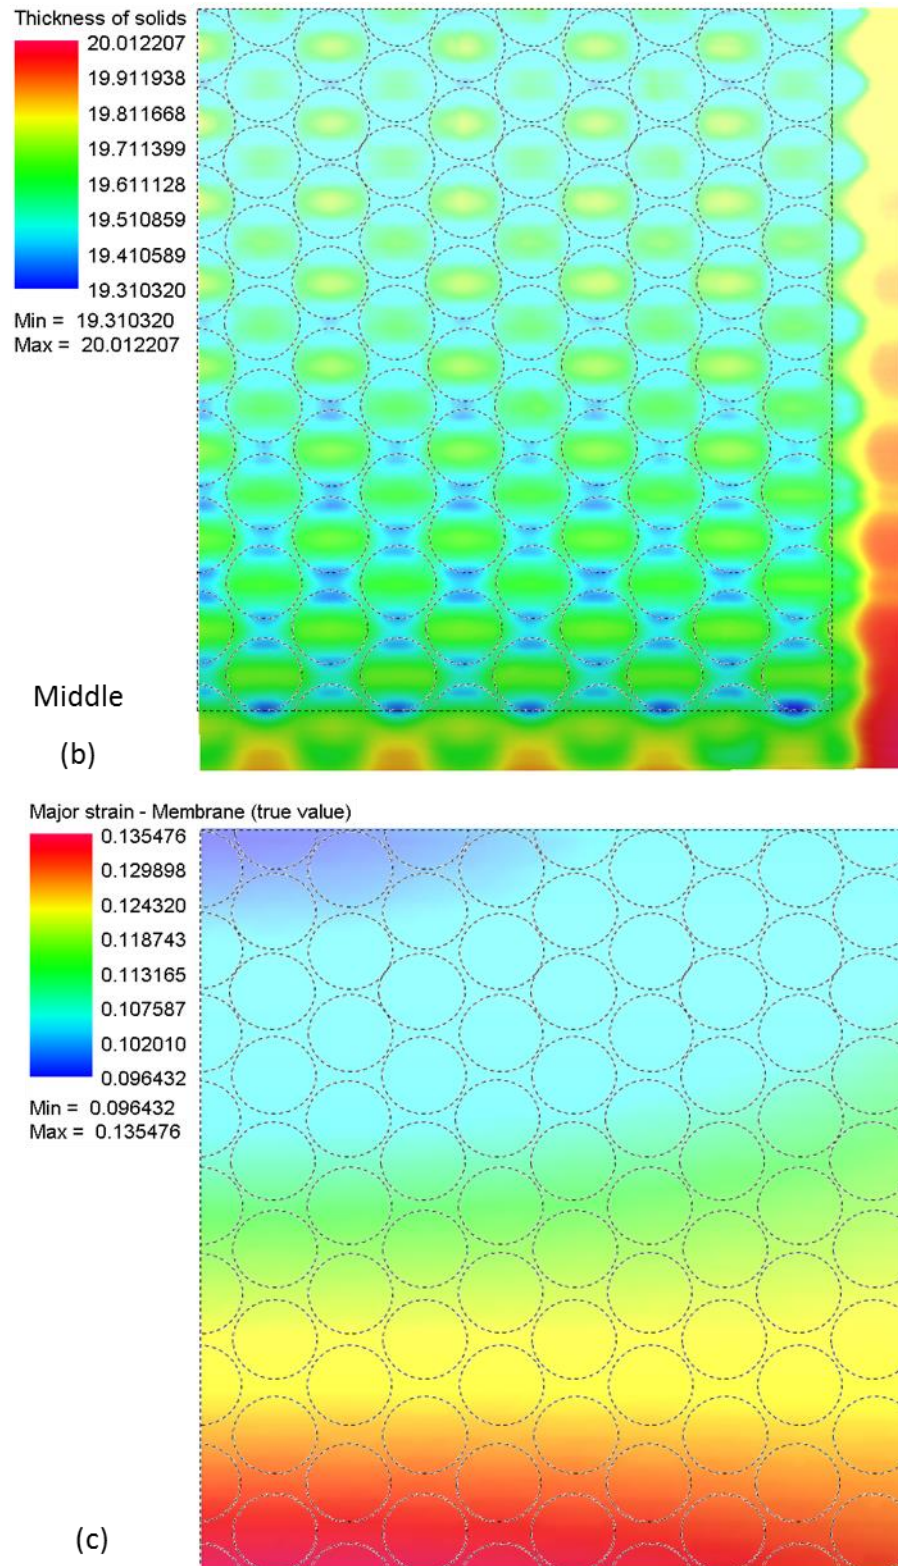 Thickness of solids
20.012207
19.911938
19.811668
19.711399
19.611128
19.510859
19.410589
19.310320
Min = 19.310320
Max = 20.012207
Middle
(b)
Major strain - Membrane (true value)
0.135476
0.129898
0.124320
0.118743
0.113165
0.107587
0.102010
0.096432
Min = 0.096432
Max = 0.135476
(c)